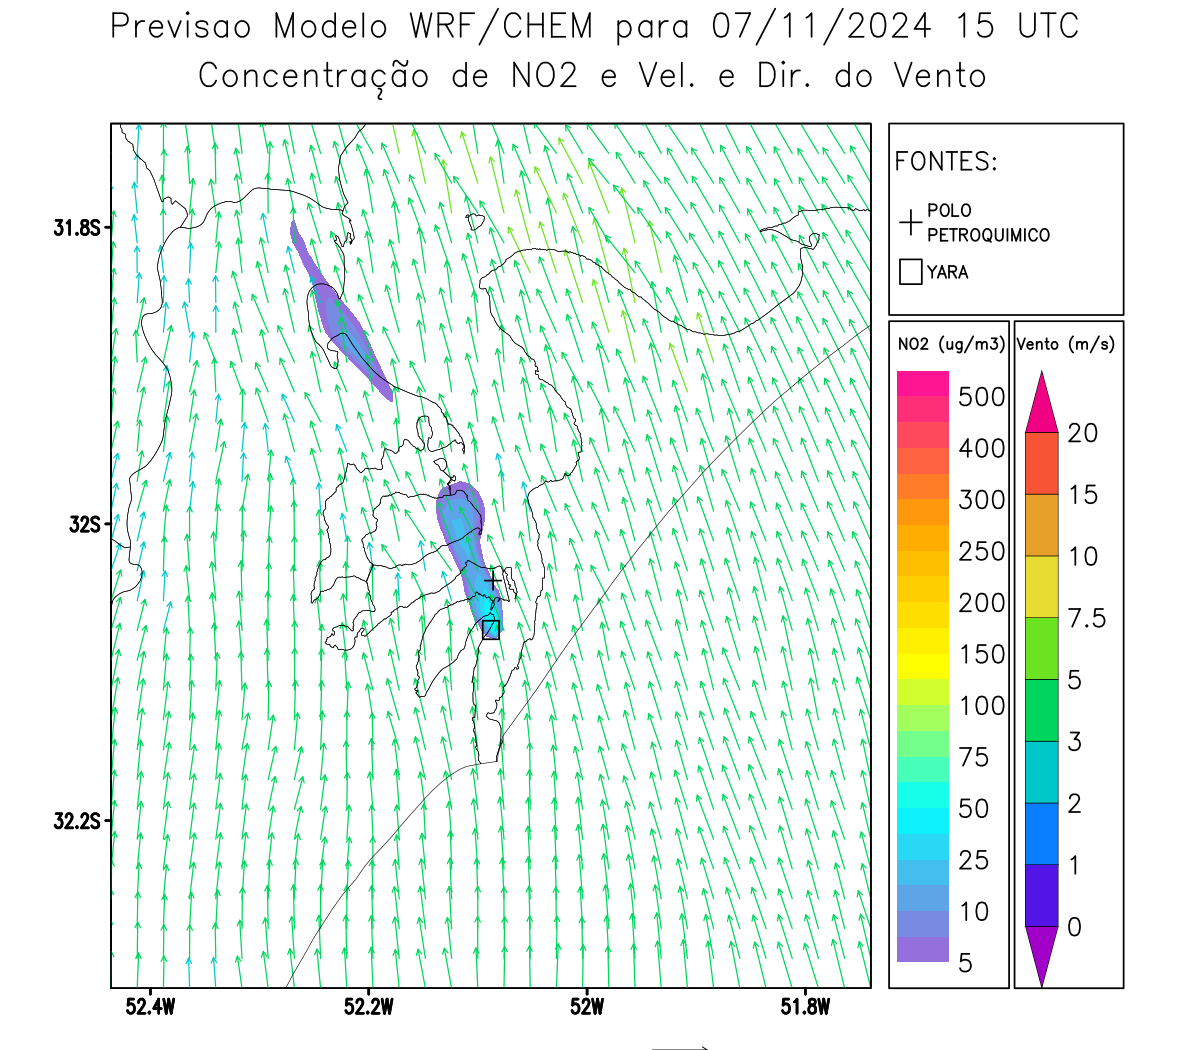 Previsao Modelo WRF/CHEM para 07/11/2024 15 UTC
Concentração de NO2 e Vel. e Dir. do Vento
FONTES:
POLO
PETROQUIMICO
YARA
NO2 (ug/m3)
500
400
300
250
200
150
100
75
50
25
10
5
Vento (m/s)
20
15
10
7.5
5
3
2
1
0
31.8S
32S
32.2S
52.4W
52.2W
52W
51.8W